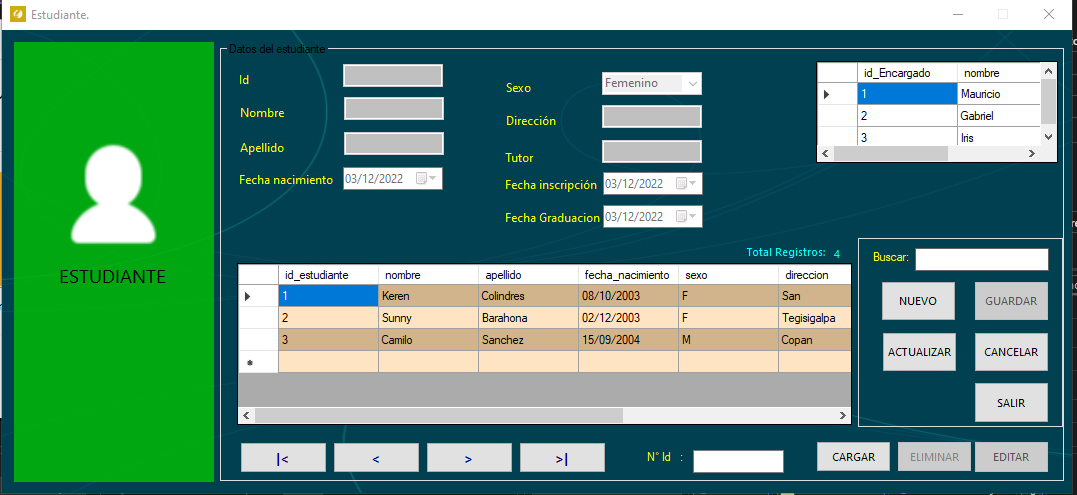 Estudiante.
ESTUDIANTE
Datos del estudiante
Id
Nombre
Apellido
Fecha nacimiento 03/12/2022
Sexo Femenino
Dirección
Tutor
Fecha inscripción 03/12/2022
Fecha Graduacion 03/12/2022
id_Encargado nombre
1 Mauricio
2 Gabriel
3 Iris
Total Registros: 4
id_estudiante nombre apellido fecha_nacimiento sexo direccion
1 Keren Colindres 08/10/2003 F San
2 Sunny Barahona 02/12/2003 F Tegisigalpa
3 Camilo Sanchez 15/09/2004 M Copan
Buscar:
NUEVO GUARDAR
ACTUALIZAR CANCELAR
SALIR
|< < > >|
N° Id :
CARGAR ELIMINAR EDITAR